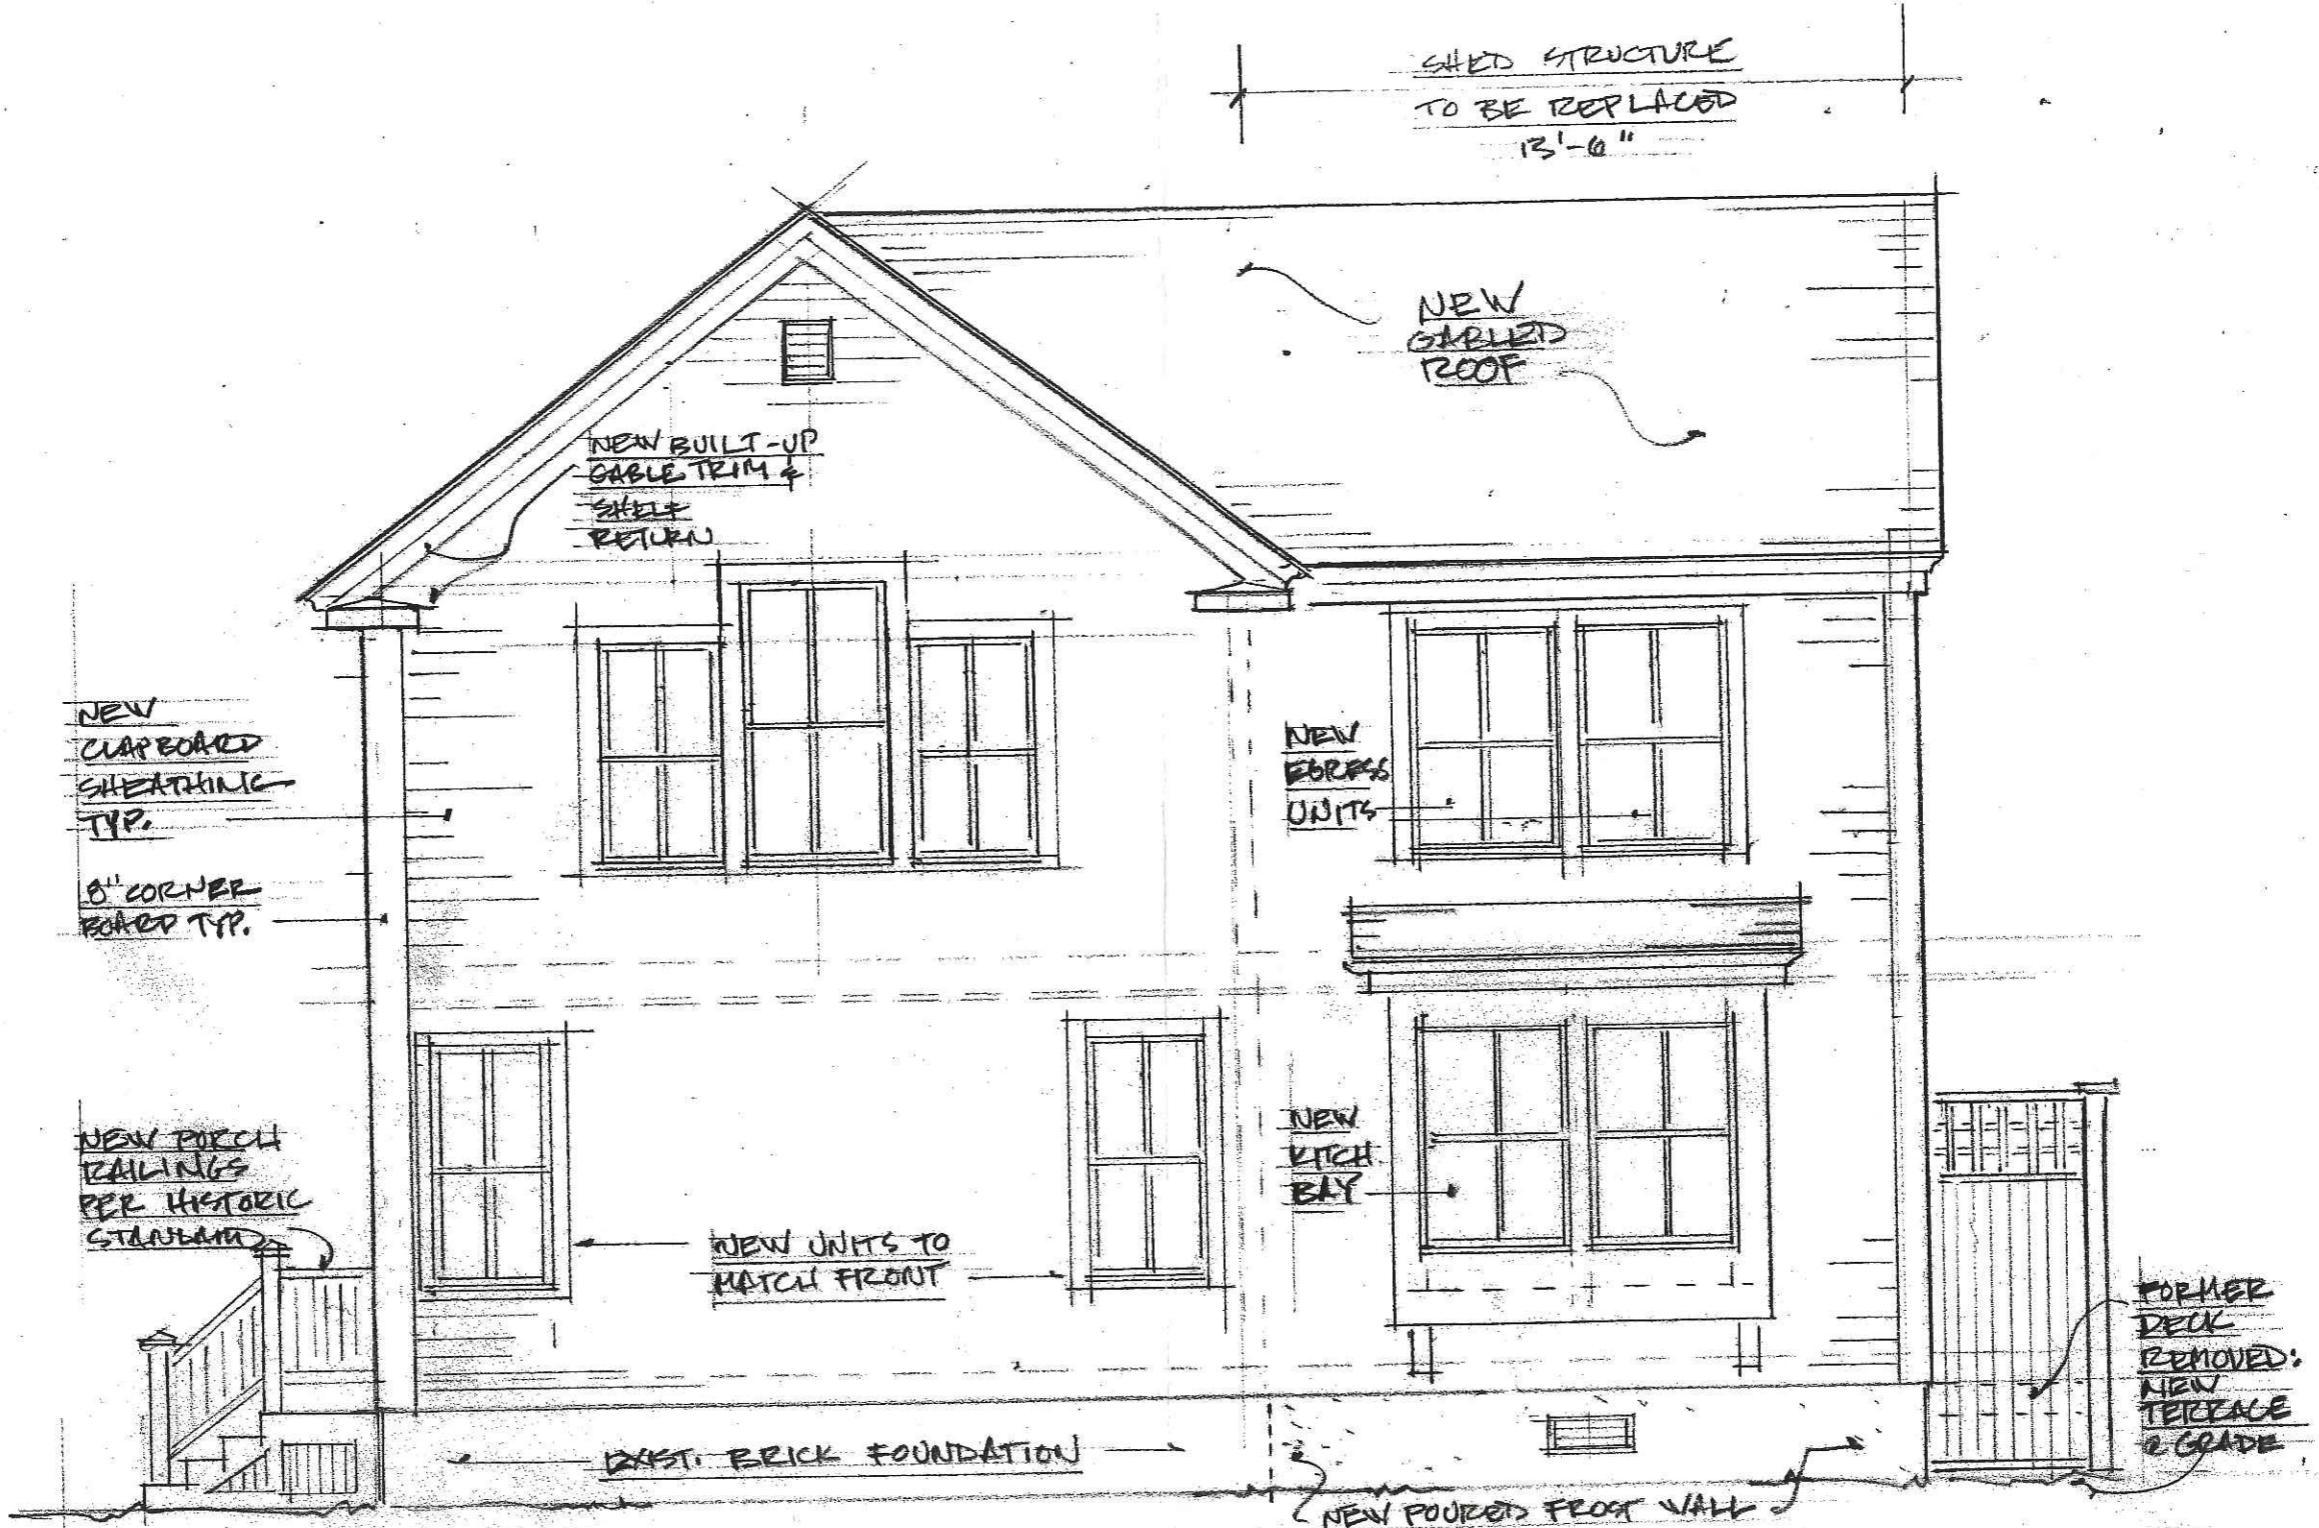 SHED STRUCTURE
TO BE REPLACED
13'-6"
NEW
GABLED
ROOF
NEW BUILT-UP
GABLE TRIM &
SHELF
RETURN
NEW
CLAPBOARD
SHEATHING
TYP.
8" CORNER
BOARD TYP.
NEW
EGRESS
UNITS
NEW PORCH
RAILINGS
PER HISTORIC
STANDARD
NEW UNITS TO
MATCH FRONT
NEW
KITCH
BAY
FORMER
DECK
REMOVED:
NEW
TERRACE
@ GRADE
EXIST. BRICK FOUNDATION
NEW POURED FROST WALL